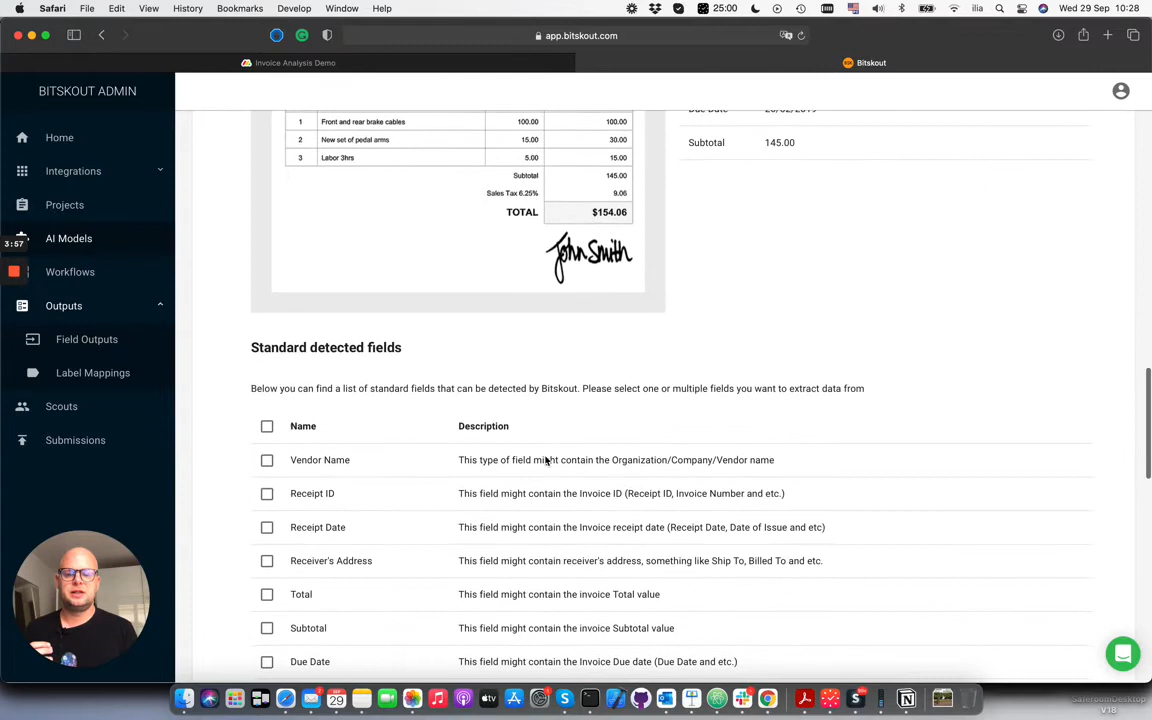 Safari File Edit View History Bookmarks Develop Window Help 25:00 ilia Wed 29 Sep 10:28
app.bitskout.com
Invoice Analysis Demo Bitskout
BITSKOUT ADMIN
Home
Integrations
Projects
AI Models
3:57
Workflows
Outputs
Field Outputs
Label Mappings
Scouts
Submissions
1 Front and rear brake cables 100.00 100.00
2 New set of pedal arms 15.00 30.00
3 Labor 3hrs 5.00 15.00
Subtotal 145.00
Sales Tax 6.25% 9.06
TOTAL $154.06
John Smith
Subtotal 145.00
Standard detected fields
Below you can find a list of standard fields that can be detected by Bitskout. Please select one or multiple fields you want to extract data from
Name Description
Vendor Name This type of field might contain the Organization/Company/Vendor name
Receipt ID This field might contain the Invoice ID (Receipt ID, Invoice Number and etc.)
Receipt Date This field might contain the Invoice receipt date (Receipt Date, Date of Issue and etc)
Receiver's Address This field might contain receiver's address, something like Ship To, Billed To and etc.
Total This field might contain the invoice Total value
Subtotal This field might contain the invoice Subtotal value
Due Date This field might contain the Invoice Due date (Due Date and etc.)
SaferoomDesktop
V18